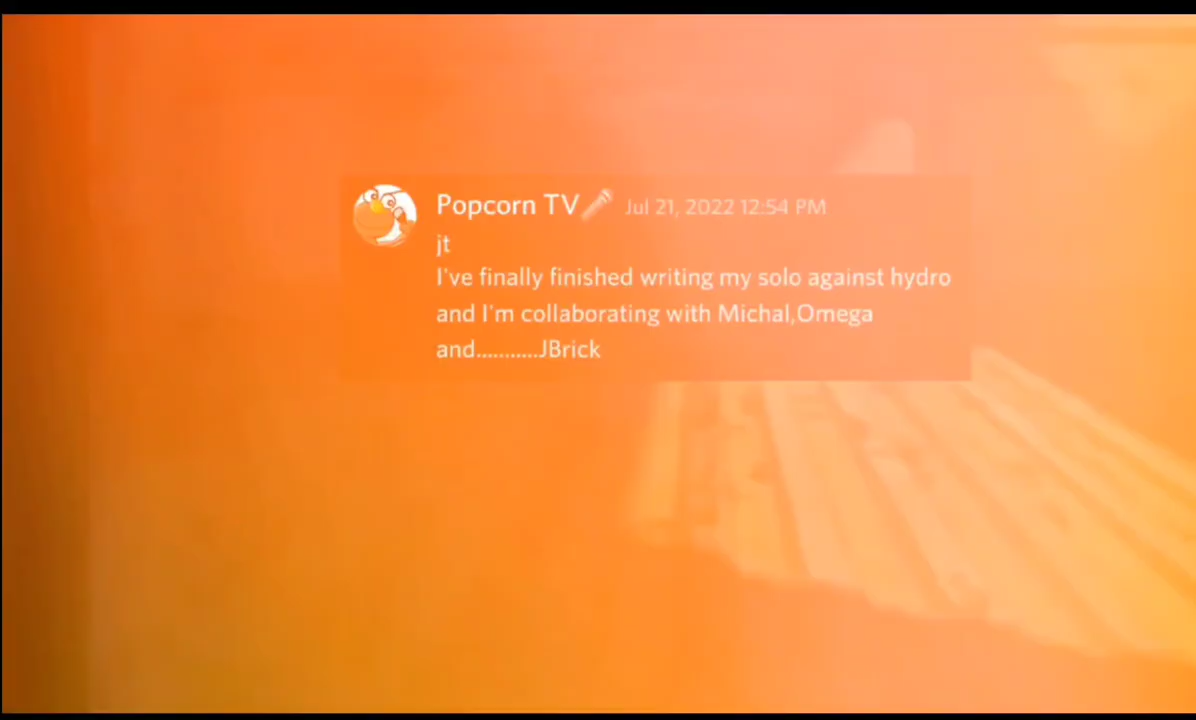 Popcorn TV🎤 Jul 21, 2022 12:54 PM
jt
I've finally finished writing my solo against hydro
and I'm collaborating with Michal,Omega
and...........JBrick